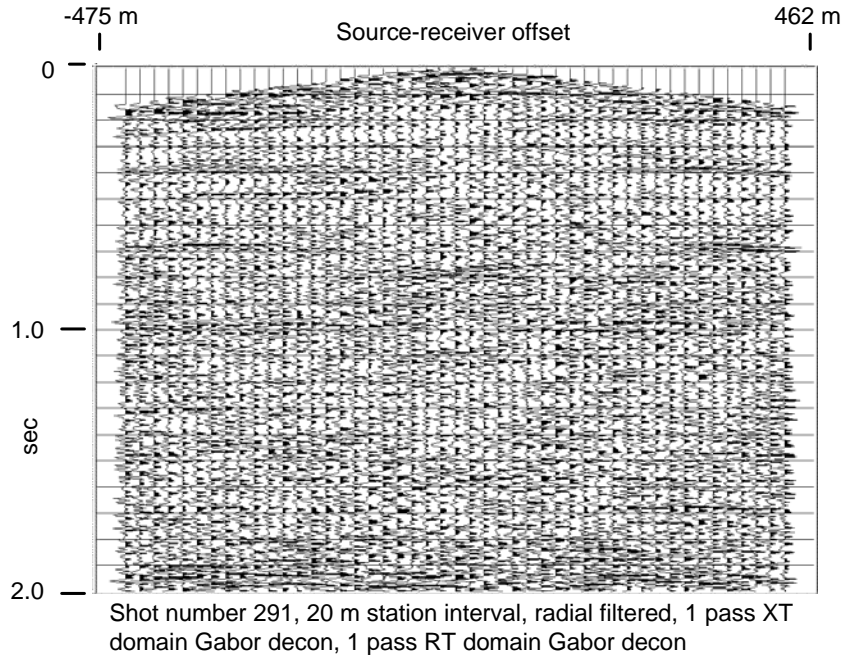 -475 m
462 m
Source-receiver offset
0
1.0
sec
2.0
Shot number 291, 20 m station interval, radial filtered, 1 pass XT
domain Gabor decon, 1 pass RT domain Gabor decon